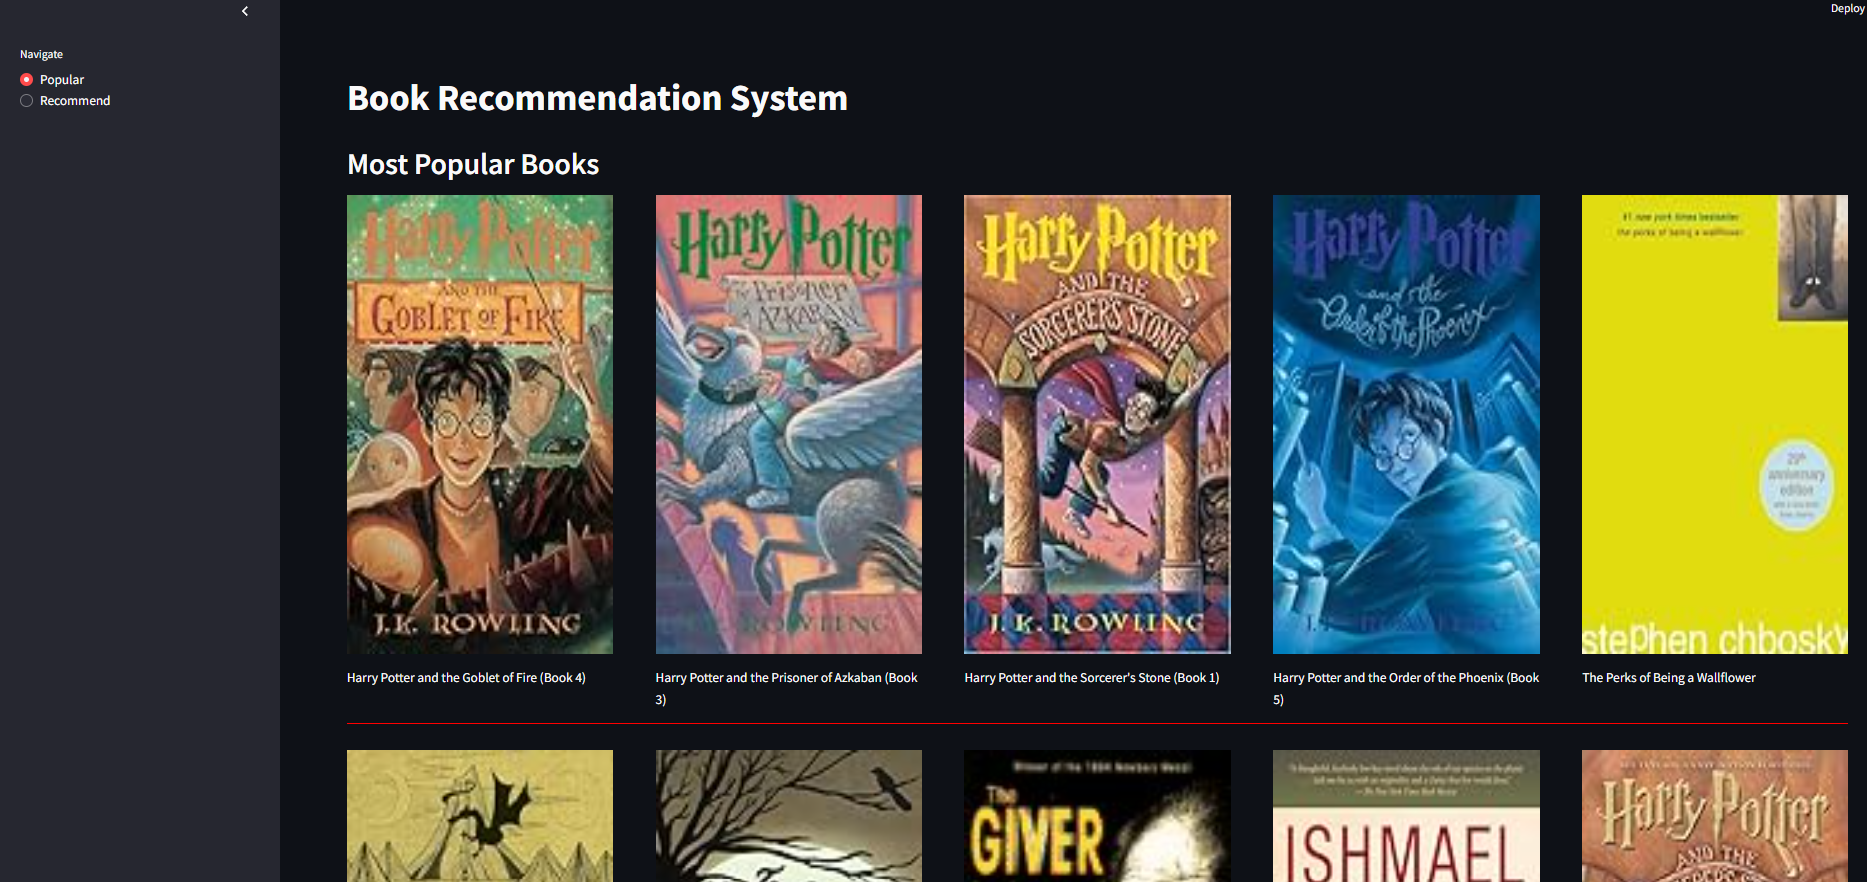 Deploy
Navigate
Popular
Recommend
Book Recommendation System
Most Popular Books
Harry Potter
AND THE
GOBLET OF FIRE
J.K. ROWLING
Harry Potter
and the Prisoner
of AZKABAN
J.K. ROWLING
Harry Potter
AND THE
SORCERER'S STONE
J.K. ROWLING
Harry Potter
and the
Order of the Phoenix
J.K. ROWLING
#1 new york times bestseller
the perks of being a wallflower
20th
anniversary
edition
stephen chbosky
Harry Potter and the Goblet of Fire (Book 4)
Harry Potter and the Prisoner of Azkaban (Book
3)
Harry Potter and the Sorcerer's Stone (Book 1)
Harry Potter and the Order of the Phoenix (Book
5)
The Perks of Being a Wallflower
Winner of the 1994 Newbery Medal
The
GIVER
ISHMAEL
Harry Potter
AND THE